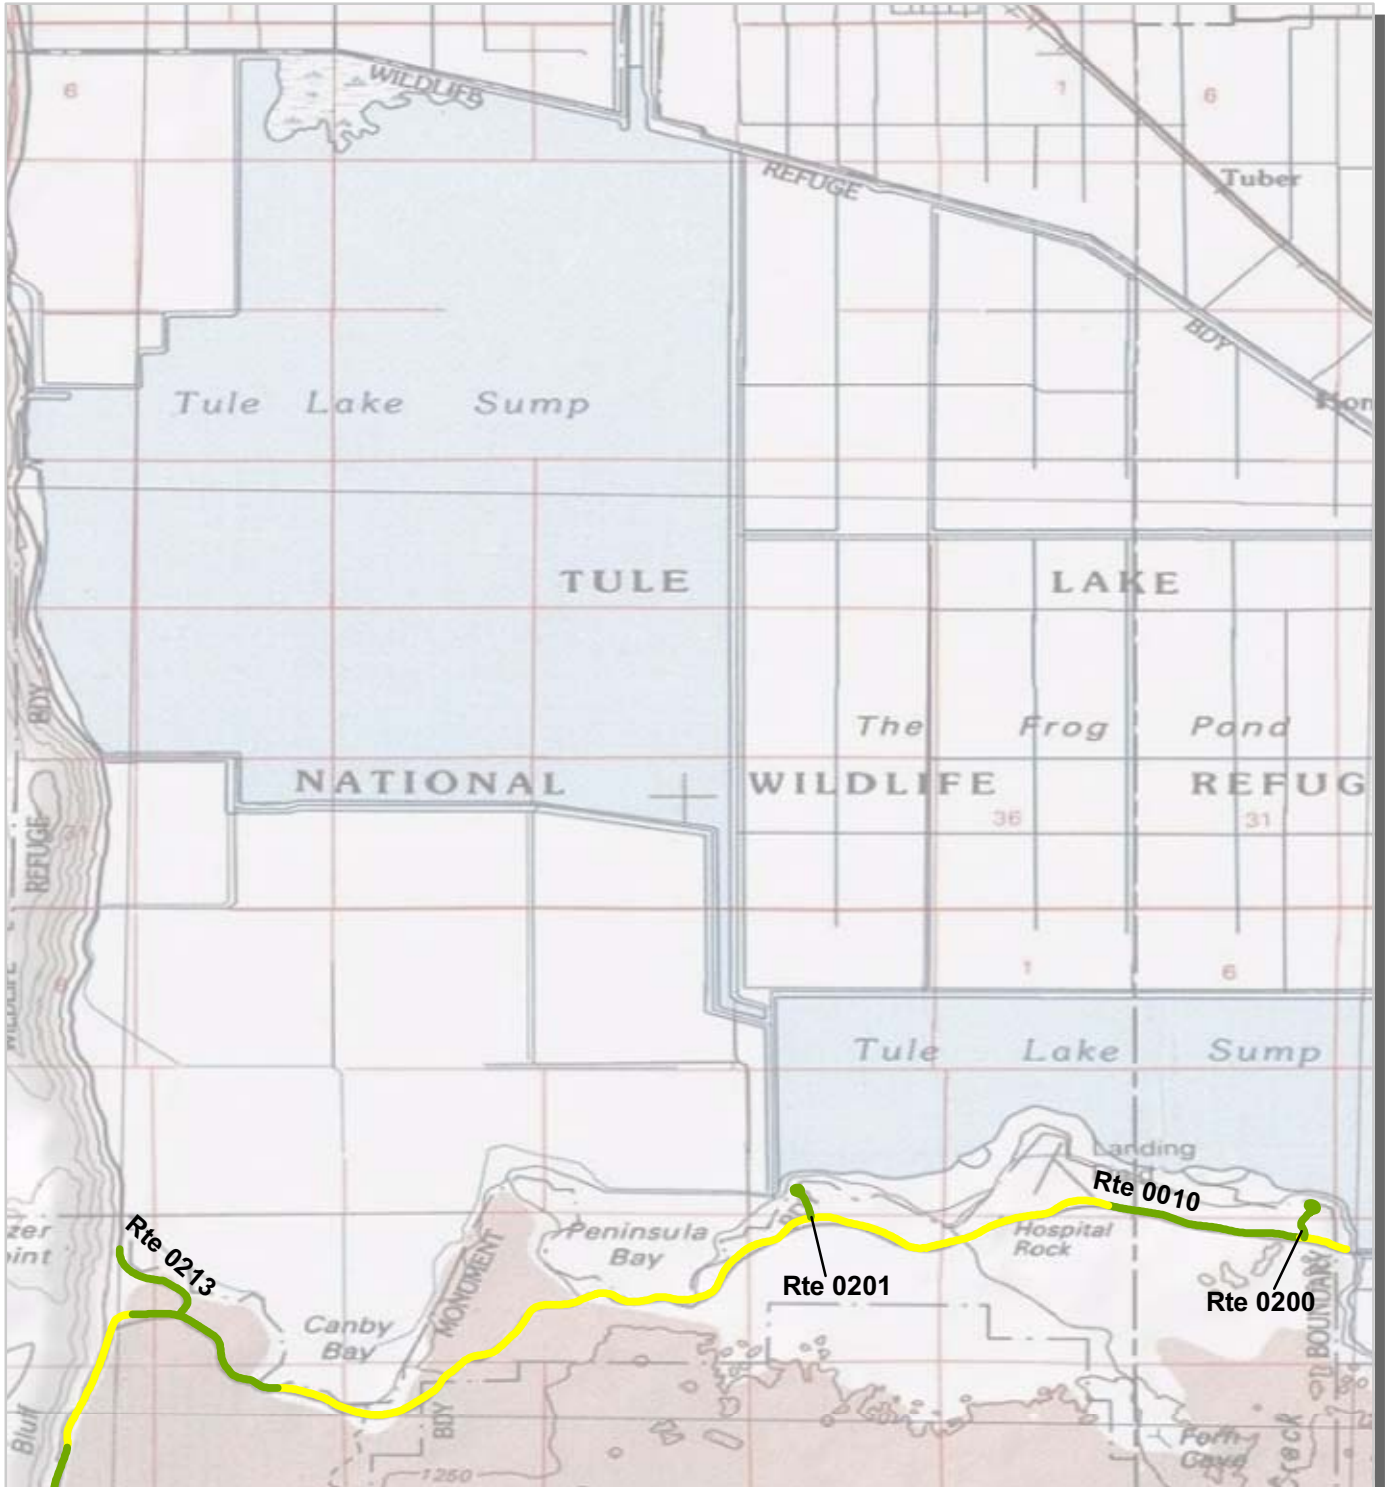 6
WILDLIFE
1
6
REFUGE
Tuber
BDY
Tule Lake Sump
TULE
LAKE
BDY
The Frog Pond
NATIONAL
WILDLIFE
REFUG
REFUGE
36
31
1
6
Tule Lake Sump
Landing
Rte 0010
zer
Peninsula
Hospital
Rte 0213
int
Bay
Rock
MONUMENT
BOUNDARY
Rte 0201
Rte 0200
Canby
Bay
BDY
Bluff
Fern
Cave
1250